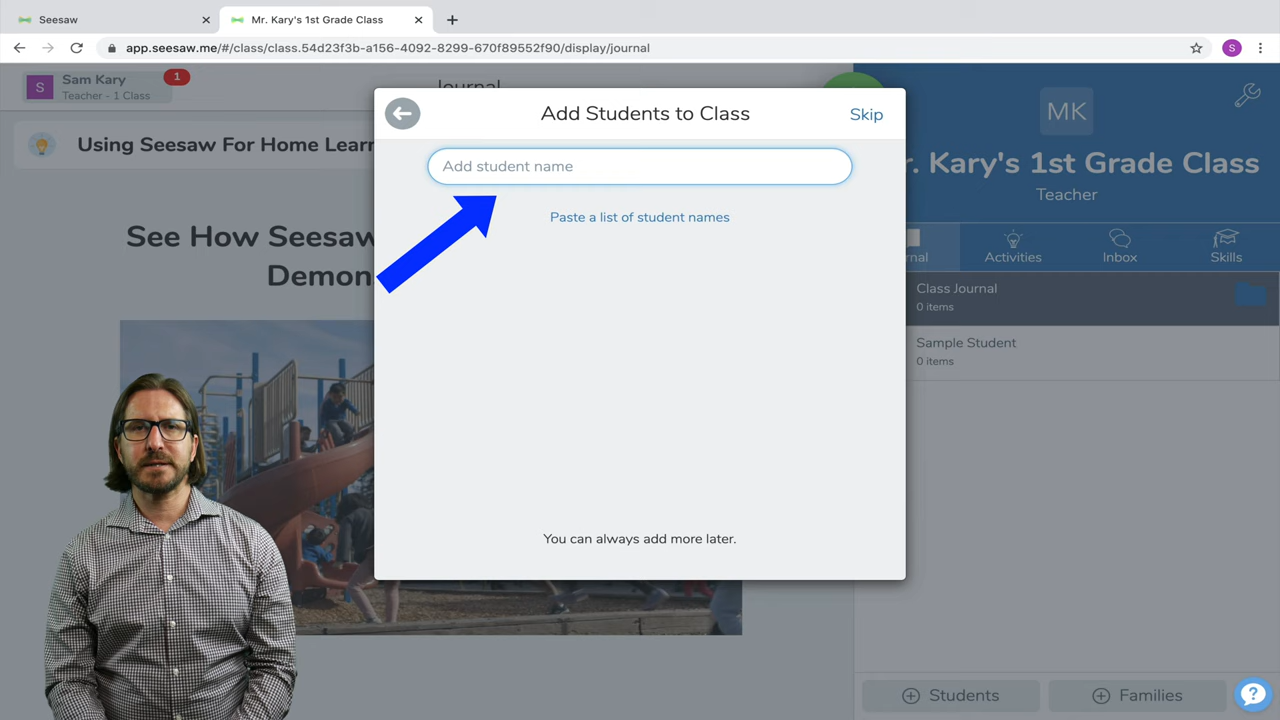 Seesaw
Mr. Kary's 1st Grade Class
app.seesaw.me/#/class/class.54d23f3b-a156-4092-8299-670f89552f90/display/journal
S
S
Sam Kary
Teacher - 1 Class
1
Journal
Using Seesaw For Home Learn
See How Seesaw
Demon
Add Students to Class
Skip
Add student name
Paste a list of student names
You can always add more later.
MK
r. Kary's 1st Grade Class
Teacher
rnal
Activities
Inbox
Skills
Class Journal
0 items
Sample Student
0 items
Students
Families
?